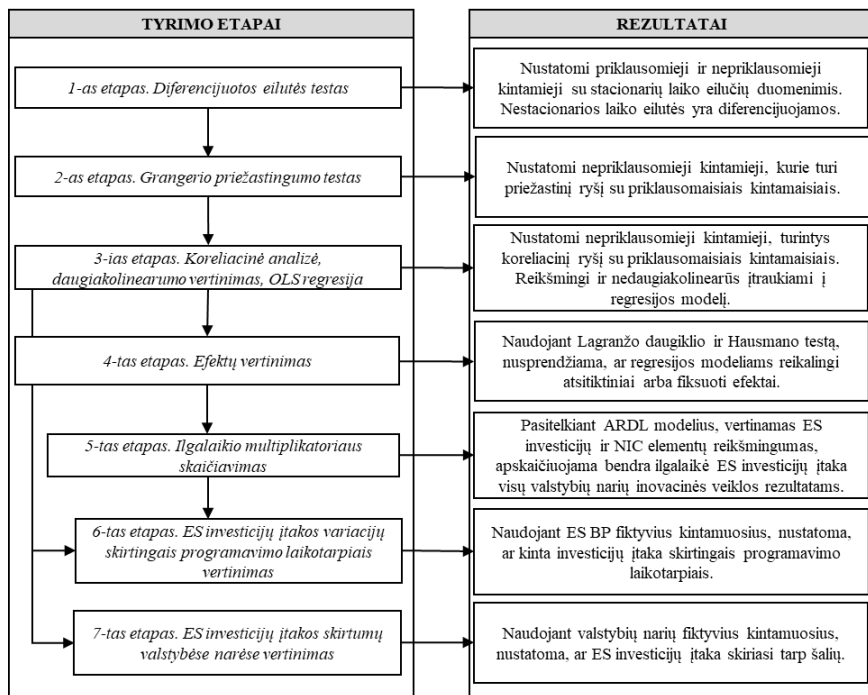 TYRIMO ETAPAI
REZULTATAI
1-as etapas. Diferencijuotos eilutės testas
Nustatomi priklausomieji ir nepriklausomieji
kintamieji su stacionarių laiko eilučių duomenimis.
Nestacionarios laiko eilutės yra diferencijuojamos.
2-as etapas. Grangerio priežastingumo testas
Nustatomi nepriklausomieji kintamieji, kurie turi
priežastinį ryšį su priklausomaisiais kintamaisiais.
3-ias etapas. Koreliacinė analizė,
daugiakolinearumo vertinimas, OLS regresija
Nustatomi nepriklausomieji kintamieji, turintys
koreliacinį ryšį su priklausomaisiais kintamaisiais.
Reikšmingi ir nedaugiakolinearūs įtraukiami į
regresijos modelį.
4-tas etapas. Efektų vertinimas
Naudojant Lagranžo daugiklio ir Hausmano testą,
nusprendžiama, ar regresijos modeliams reikalingi
atsitiktiniai arba fiksuoti efektai.
5-tas etapas. Ilgalaikio multiplikatoriaus
skaičiavimas
Pasitelkiant ARDL modelius, vertinamas ES
investicijų ir NIC elementų reikšmingumas,
apskaičiuojama bendra ilgalaikė ES investicijų įtaka
visų valstybių narių inovacinės veiklos rezultatams.
6-tas etapas. ES investicijų įtakos variacijų
skirtingais programavimo laikotarpiais
vertinimas
Naudojant ES BP fiktyvius kintamuosius, nustatoma,
ar kinta investicijų įtaka skirtingais programavimo
laikotarpiais.
7-tas etapas. ES investicijų įtakos skirtumų
valstybėse narėse vertinimas
Naudojant valstybių narių fiktyvius kintamuosius,
nustatoma, ar ES investicijų įtaka skiriasi tarp šalių.